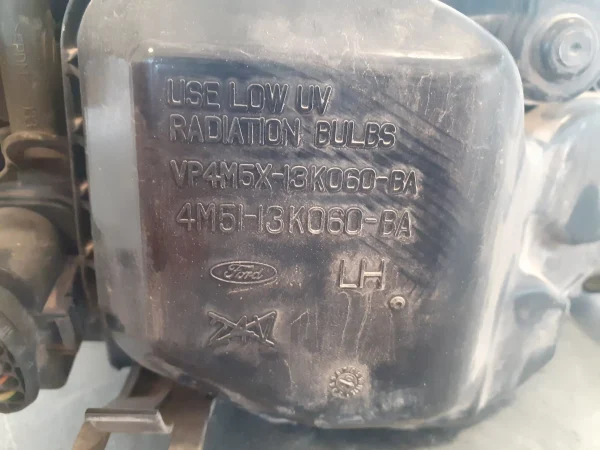 USE LOW UV
RADIATION BULBS
VP4M5X-13K060-BA
4M51-13K060-BA
Ford LH